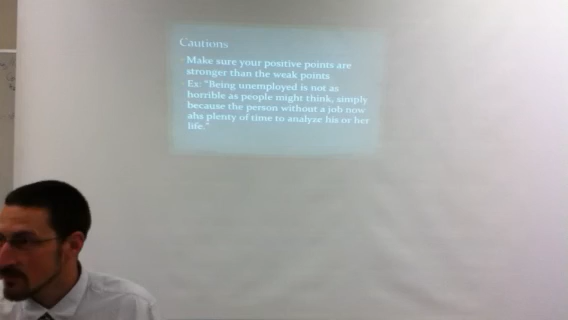 Cautions
Make sure your positive points are
stronger than the weak points
Ex: "Being unemployed is not as
horrible as people might think, simply
because the person without a job now
ahs plenty of time to analyze his or her
life."